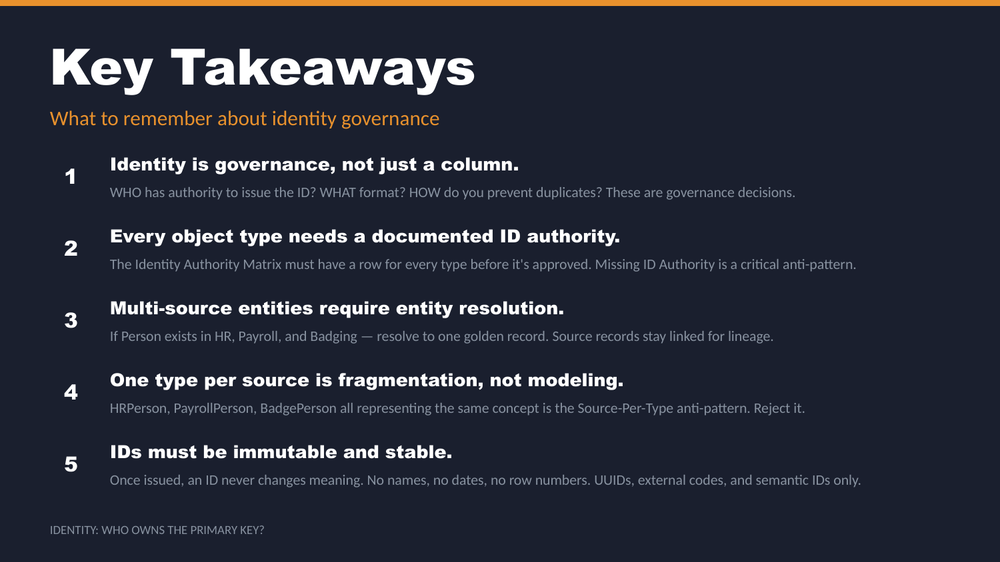 Key Takeaways
What to remember about identity governance
1
Identity is governance, not just a column.
WHO has authority to issue the ID? WHAT format? HOW do you prevent duplicates? These are governance decisions.
2
Every object type needs a documented ID authority.
The Identity Authority Matrix must have a row for every type before it's approved. Missing ID Authority is a critical anti-pattern.
3
Multi-source entities require entity resolution.
If Person exists in HR, Payroll, and Badging — resolve to one golden record. Source records stay linked for lineage.
4
One type per source is fragmentation, not modeling.
HRPerson, PayrollPerson, BadgePerson all representing the same concept is the Source-Per-Type anti-pattern. Reject it.
5
IDs must be immutable and stable.
Once issued, an ID never changes meaning. No names, no dates, no row numbers. UUIDs, external codes, and semantic IDs only.
IDENTITY: WHO OWNS THE PRIMARY KEY?